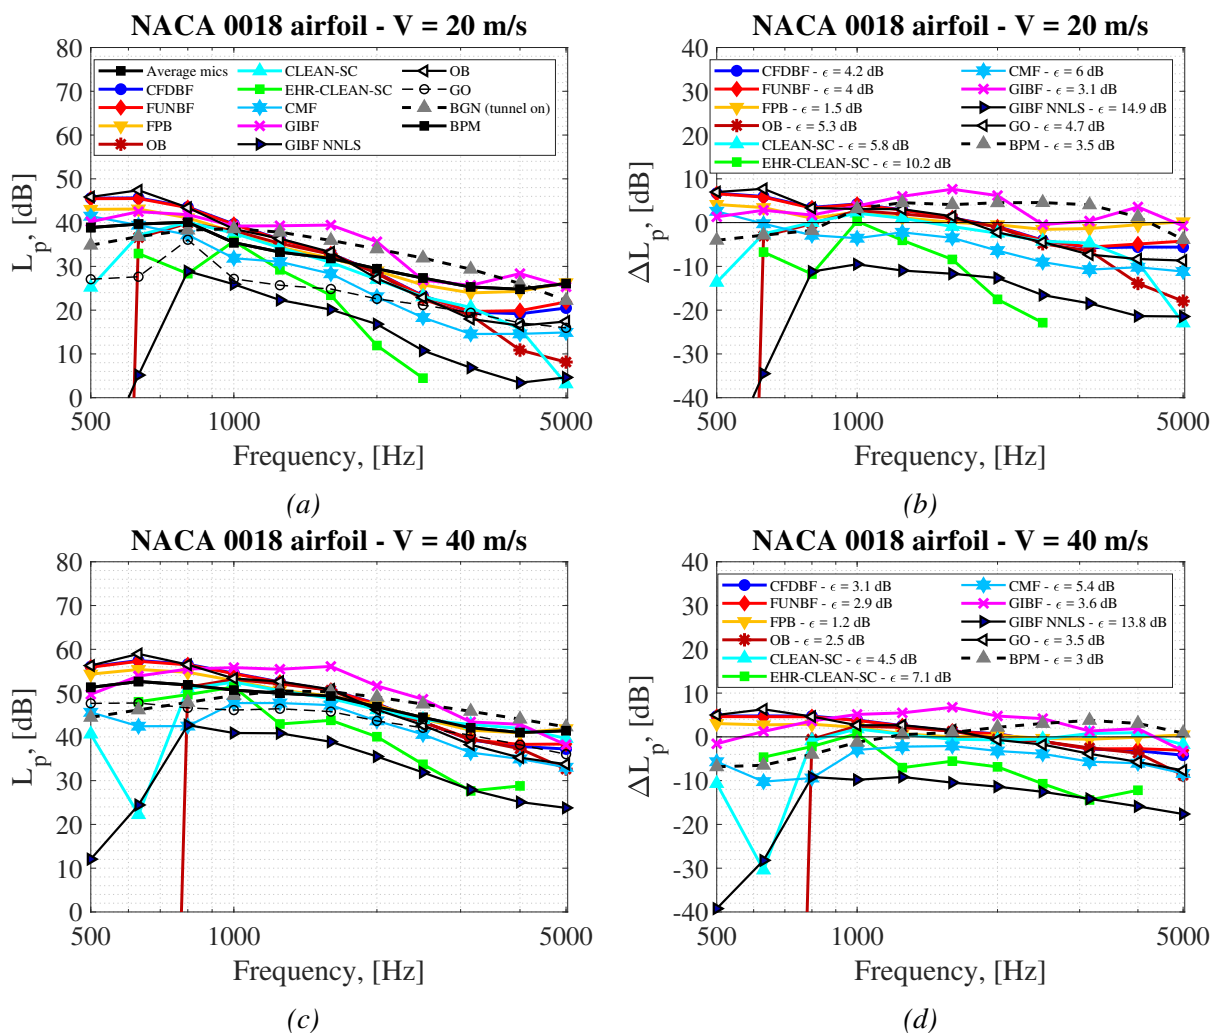 NACA 0018 airfoil - V = 20 m/s
80
70
60
50
40
30
20
10
0
Lp, [dB]
Average mics
CFDBF
FUNBF
FPB
OB
CLEAN-SC
EHR-CLEAN-SC
CMF
GIBF
GIBF NNLS
OB
GO
BGN (tunnel on)
BPM
500
1000
5000
Frequency, [Hz]
(a)
NACA 0018 airfoil - V = 20 m/s
40
30
20
10
0
-10
-20
-30
-40
ΔLp, [dB]
CFDBF - ϵ = 4.2 dB
FUNBF - ϵ = 4 dB
FPB - ϵ = 1.5 dB
OB - ϵ = 5.3 dB
CLEAN-SC - ϵ = 5.8 dB
EHR-CLEAN-SC - ϵ = 10.2 dB
CMF - ϵ = 6 dB
GIBF - ϵ = 3.1 dB
GIBF NNLS - ϵ = 14.9 dB
GO - ϵ = 4.7 dB
BPM - ϵ = 3.5 dB
500
1000
5000
Frequency, [Hz]
(b)
NACA 0018 airfoil - V = 40 m/s
80
70
60
50
40
30
20
10
0
Lp, [dB]
500
1000
5000
Frequency, [Hz]
(c)
NACA 0018 airfoil - V = 40 m/s
40
30
20
10
0
-10
-20
-30
-40
ΔLp, [dB]
CFDBF - ϵ = 3.1 dB
FUNBF - ϵ = 2.9 dB
FPB - ϵ = 1.2 dB
OB - ϵ = 2.5 dB
CLEAN-SC - ϵ = 4.5 dB
EHR-CLEAN-SC - ϵ = 7.1 dB
CMF - ϵ = 5.4 dB
GIBF - ϵ = 3.6 dB
GIBF NNLS - ϵ = 13.8 dB
GO - ϵ = 3.5 dB
BPM - ϵ = 3 dB
500
1000
5000
Frequency, [Hz]
(d)